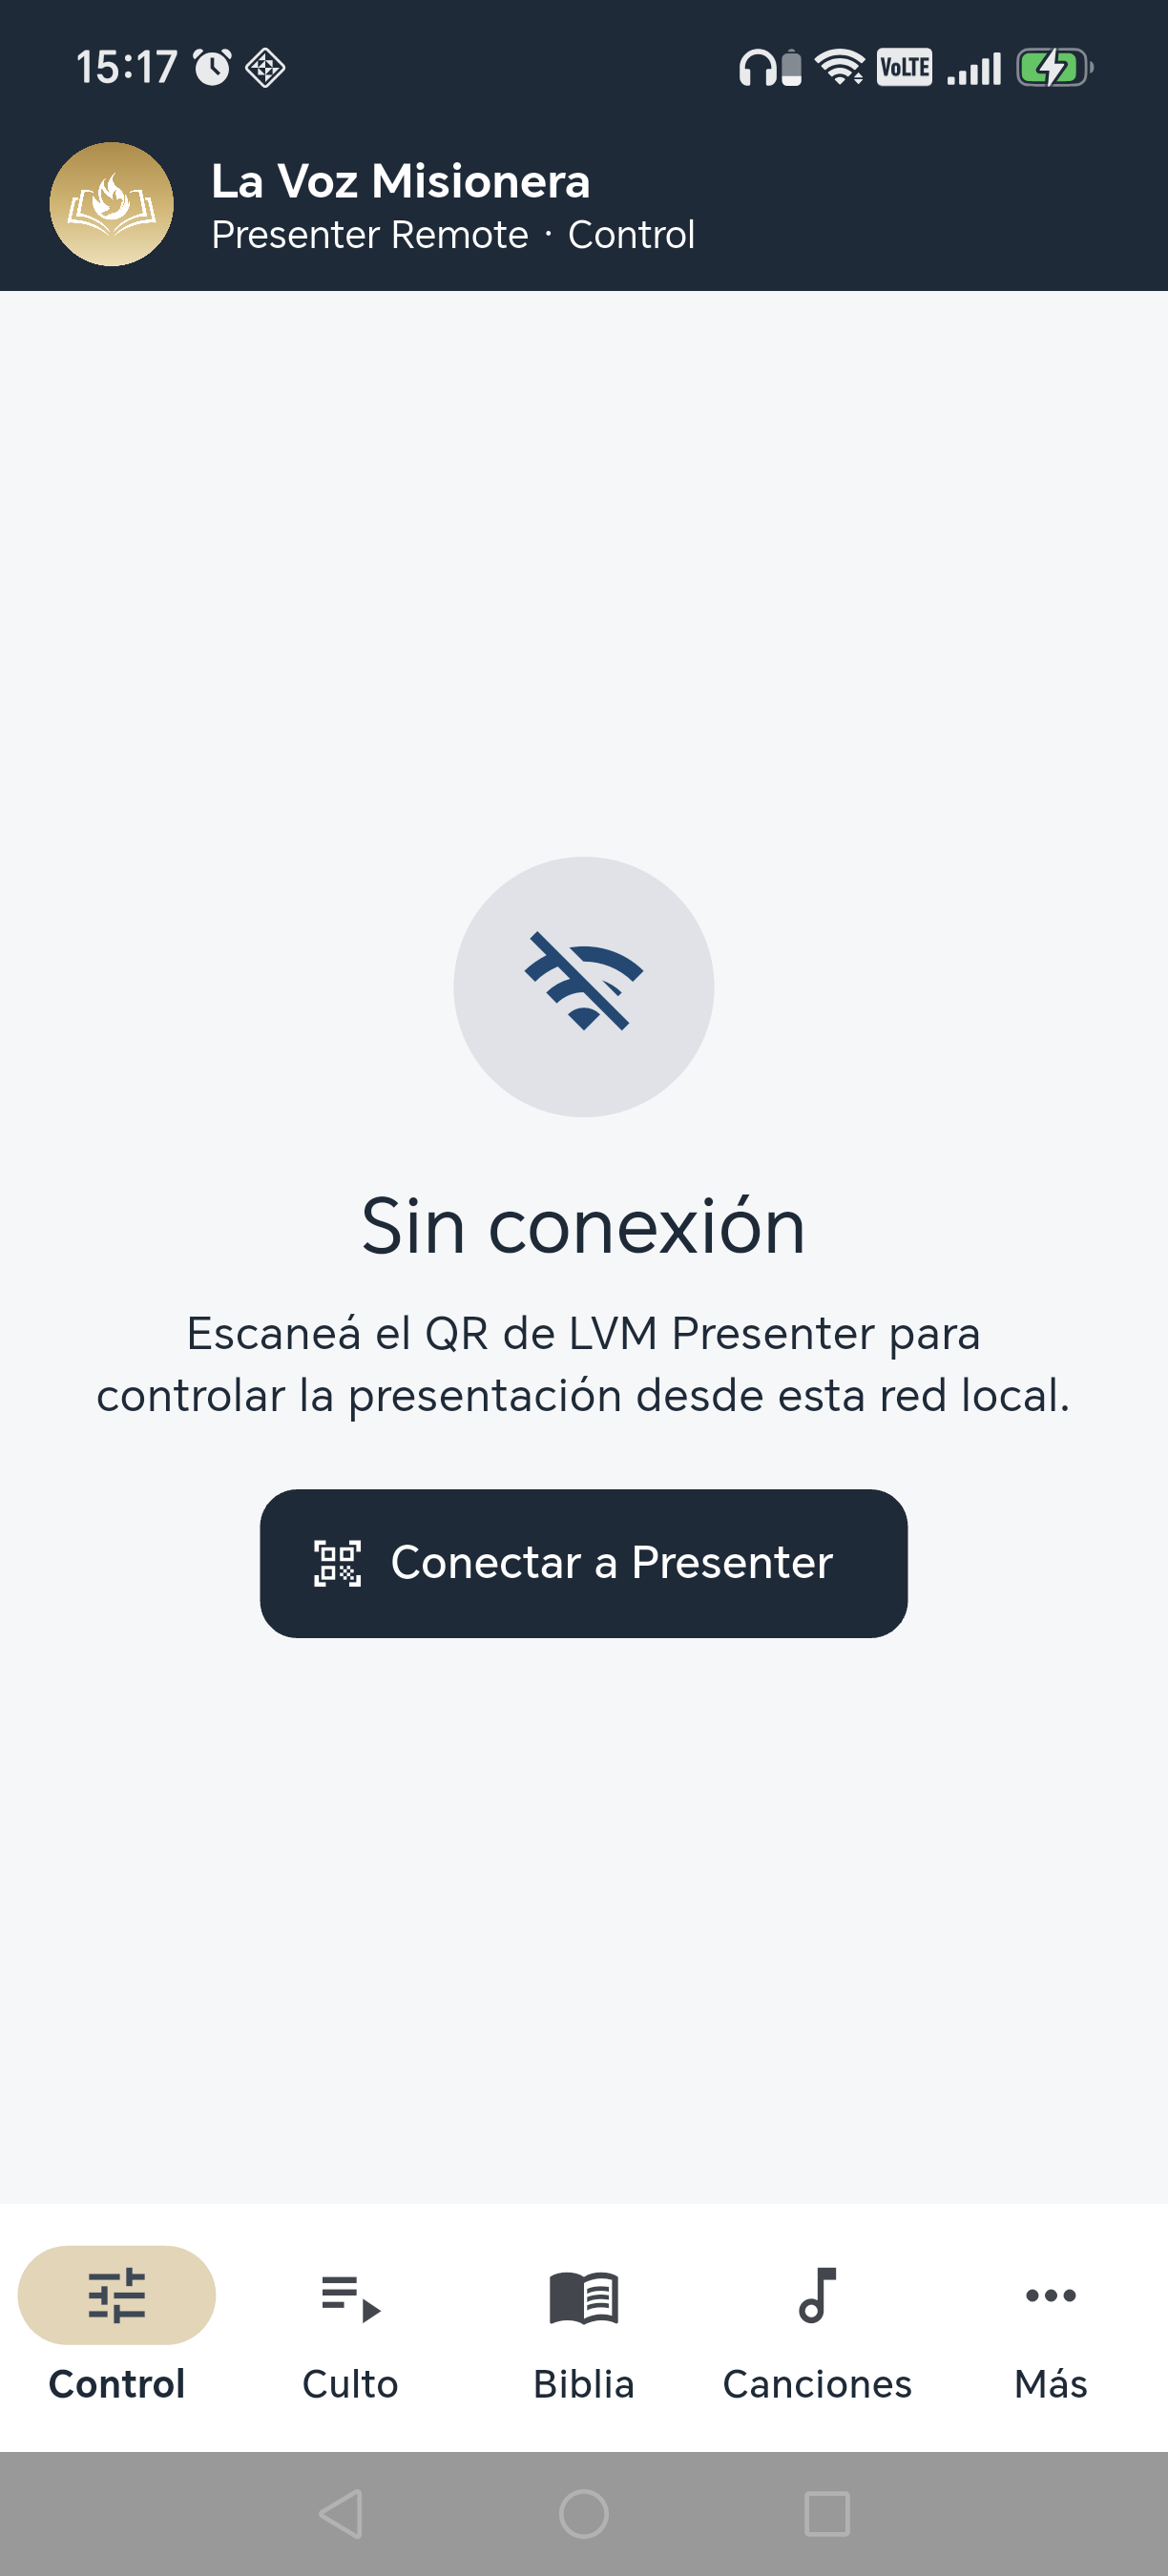 15:17
VoLTE
La Voz Misionera
Presenter Remote · Control
Sin conexión
Escaneá el QR de LVM Presenter para
controlar la presentación desde esta red local.
Conectar a Presenter
Control
Culto
Biblia
Canciones
Más